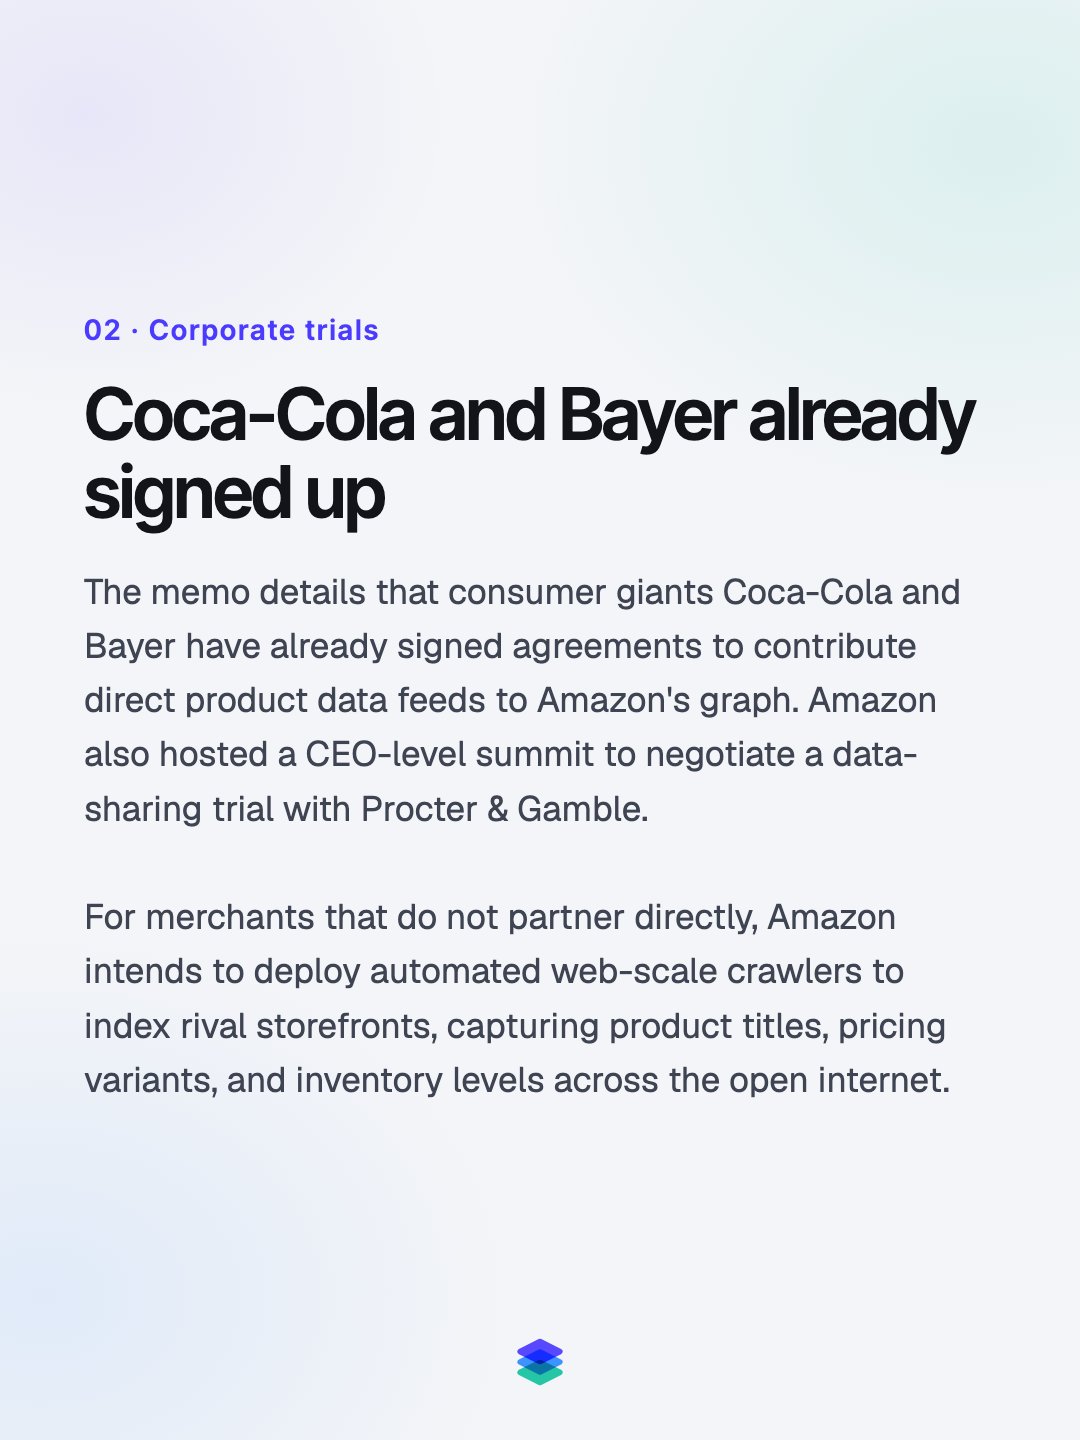 02 · Corporate trials
Coca-Cola and Bayer already
signed up
The memo details that consumer giants Coca-Cola and
Bayer have already signed agreements to contribute
direct product data feeds to Amazon's graph. Amazon
also hosted a CEO-level summit to negotiate a data-
sharing trial with Procter & Gamble.
For merchants that do not partner directly, Amazon
intends to deploy automated web-scale crawlers to
index rival storefronts, capturing product titles, pricing
variants, and inventory levels across the open internet.